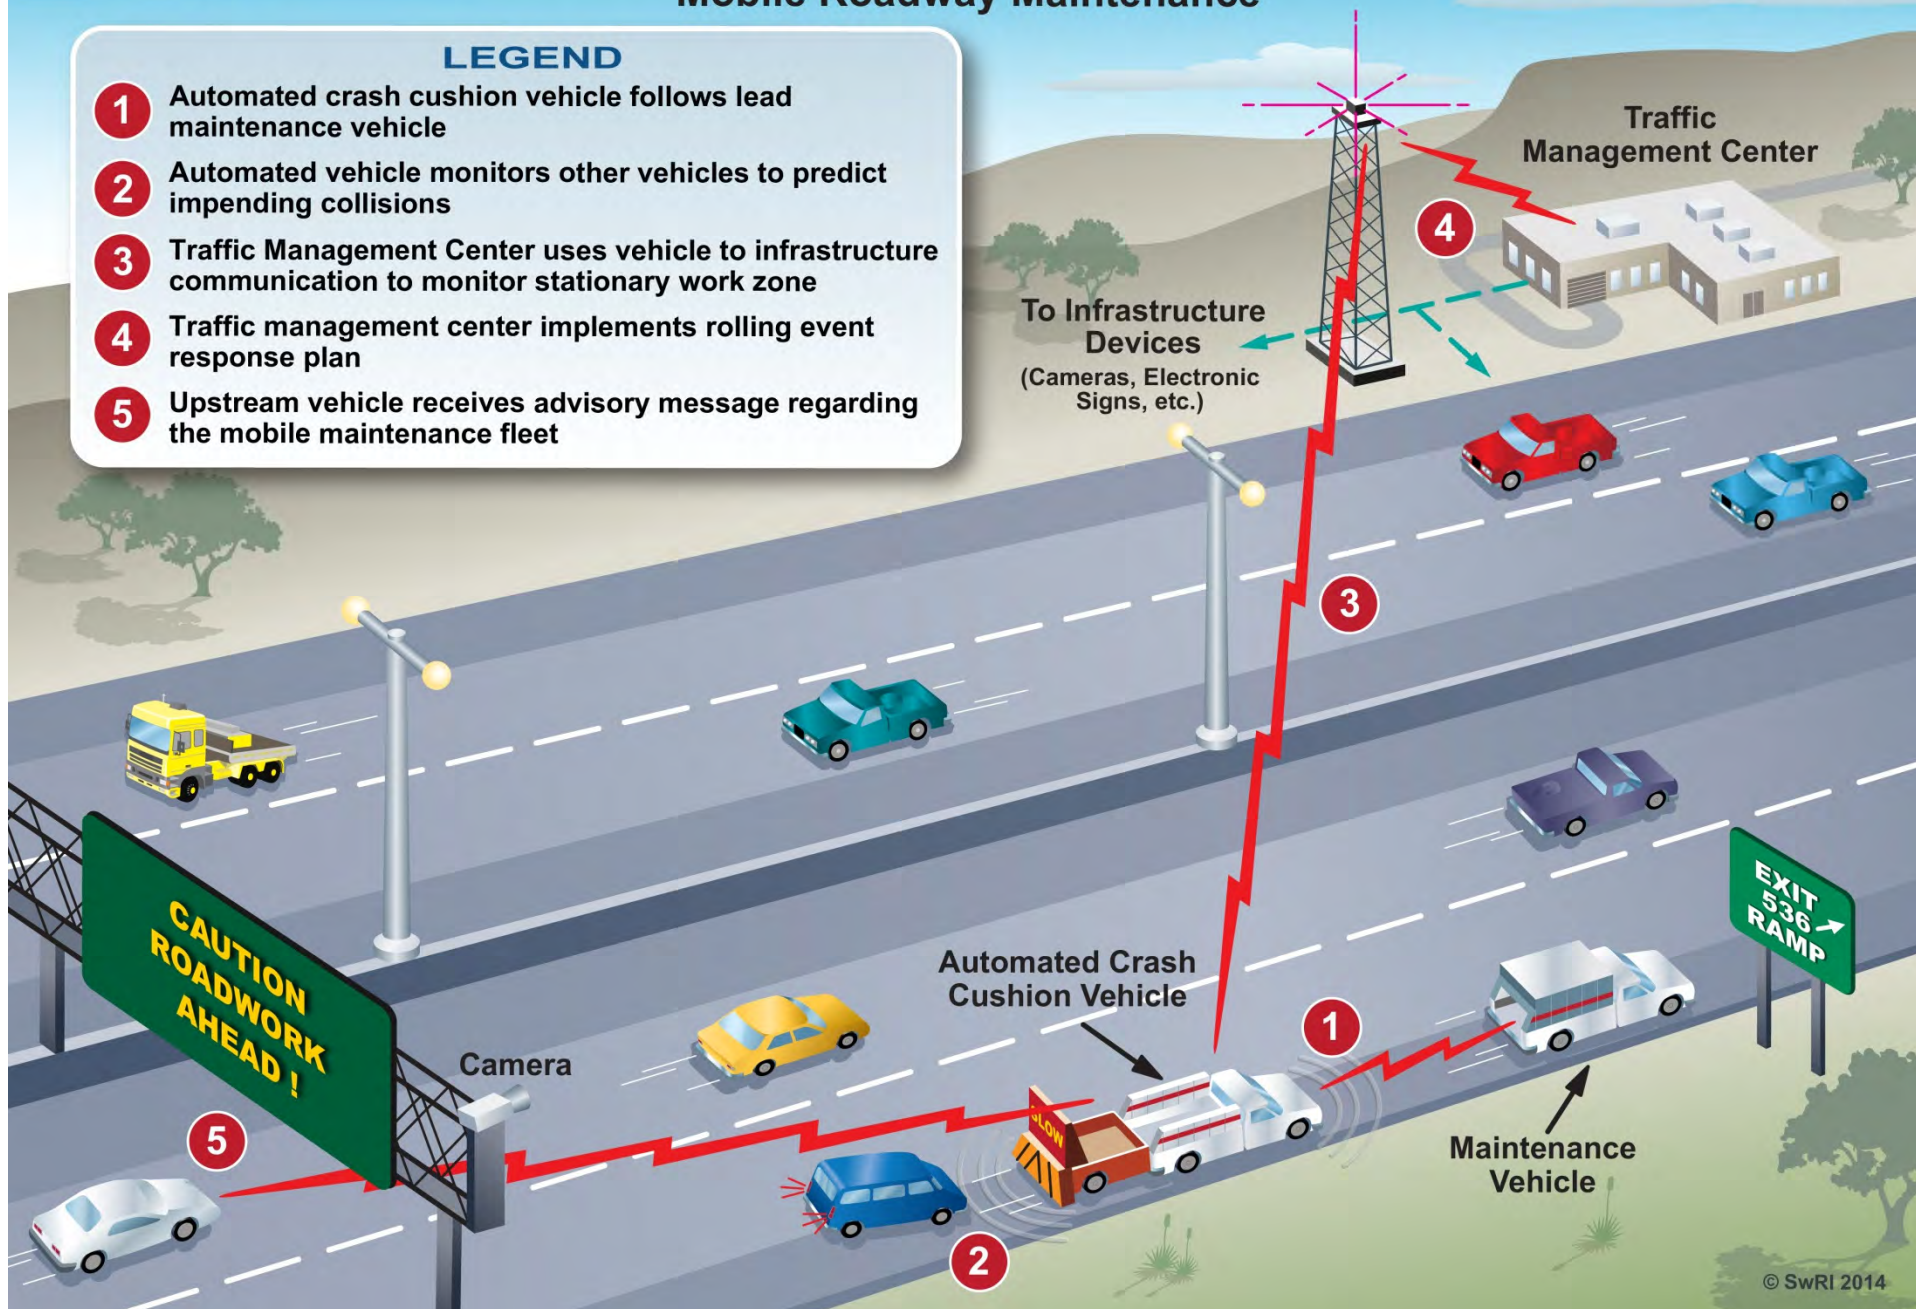 Mobile Roadway Maintenance
LEGEND
1 Automated crash cushion vehicle follows lead
maintenance vehicle
2 Automated vehicle monitors other vehicles to predict
impending collisions
3 Traffic Management Center uses vehicle to infrastructure
communication to monitor stationary work zone
4 Traffic management center implements rolling event
response plan
5 Upstream vehicle receives advisory message regarding
the mobile maintenance fleet
Traffic
Management Center
4
To Infrastructure
Devices
(Cameras, Electronic
Signs, etc.)
3
EXIT
536
RAMP
CAUTION
ROADWORK
AHEAD !
Automated Crash
Cushion Vehicle
1
Camera
SLOW
5
Maintenance
Vehicle
2
© SwRI 2014